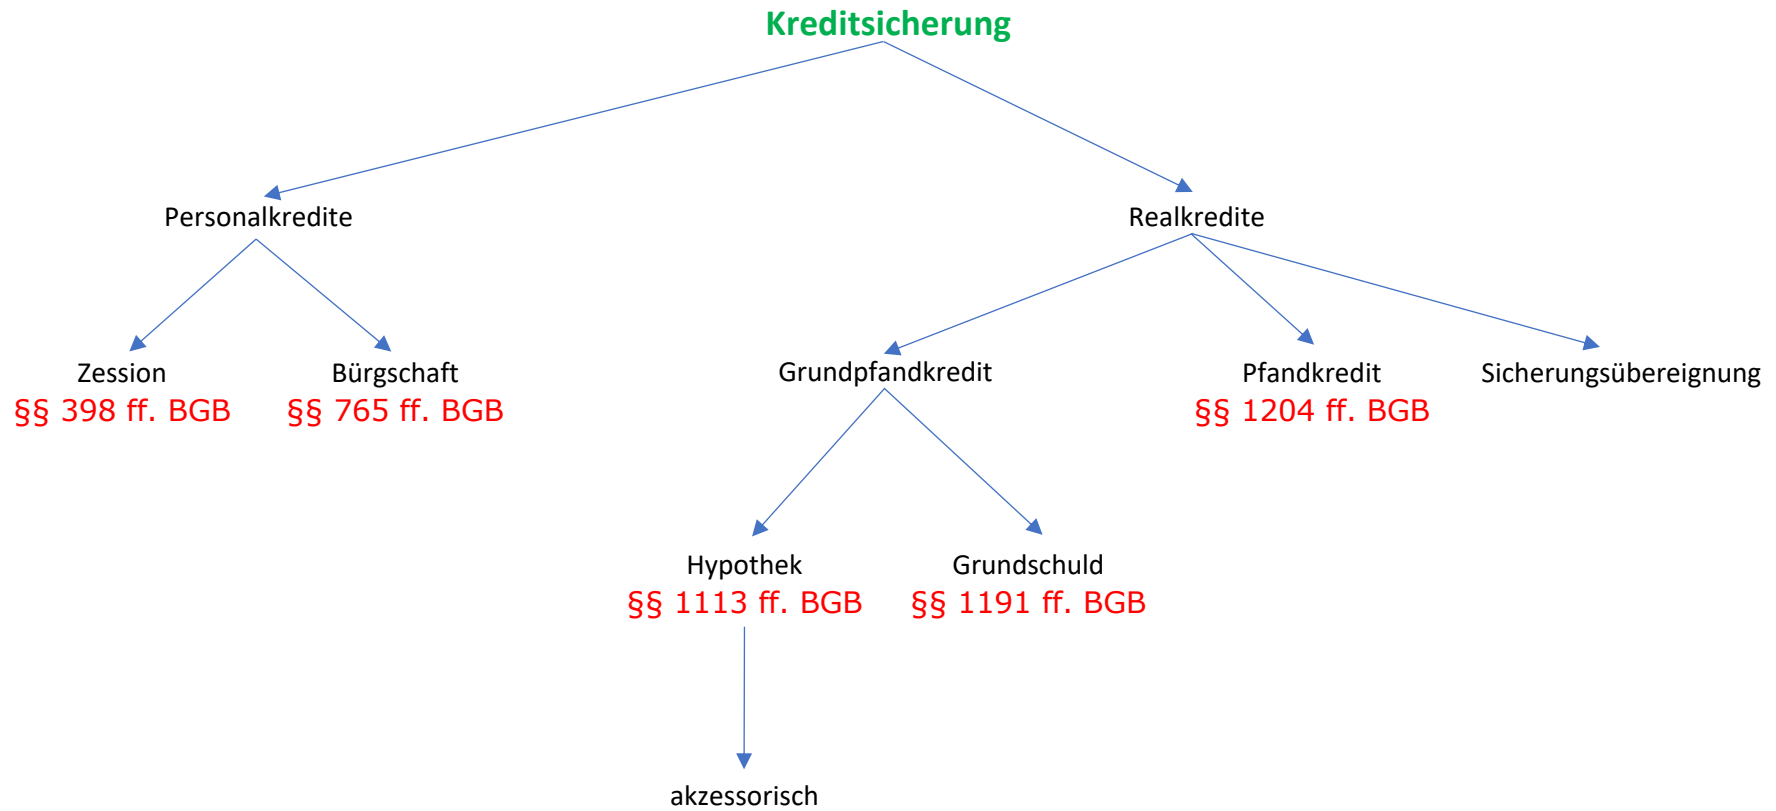 Kreditsicherung
Personalkredite
Realkredite
Zession
§§ 398 ff. BGB
Bürgschaft
§§ 765 ff. BGB
Grundpfandkredit
Pfandkredit
§§ 1204 ff. BGB
Sicherungsübereignung
Hypothek
§§ 1113 ff. BGB
Grundschuld
§§ 1191 ff. BGB
akzessorisch